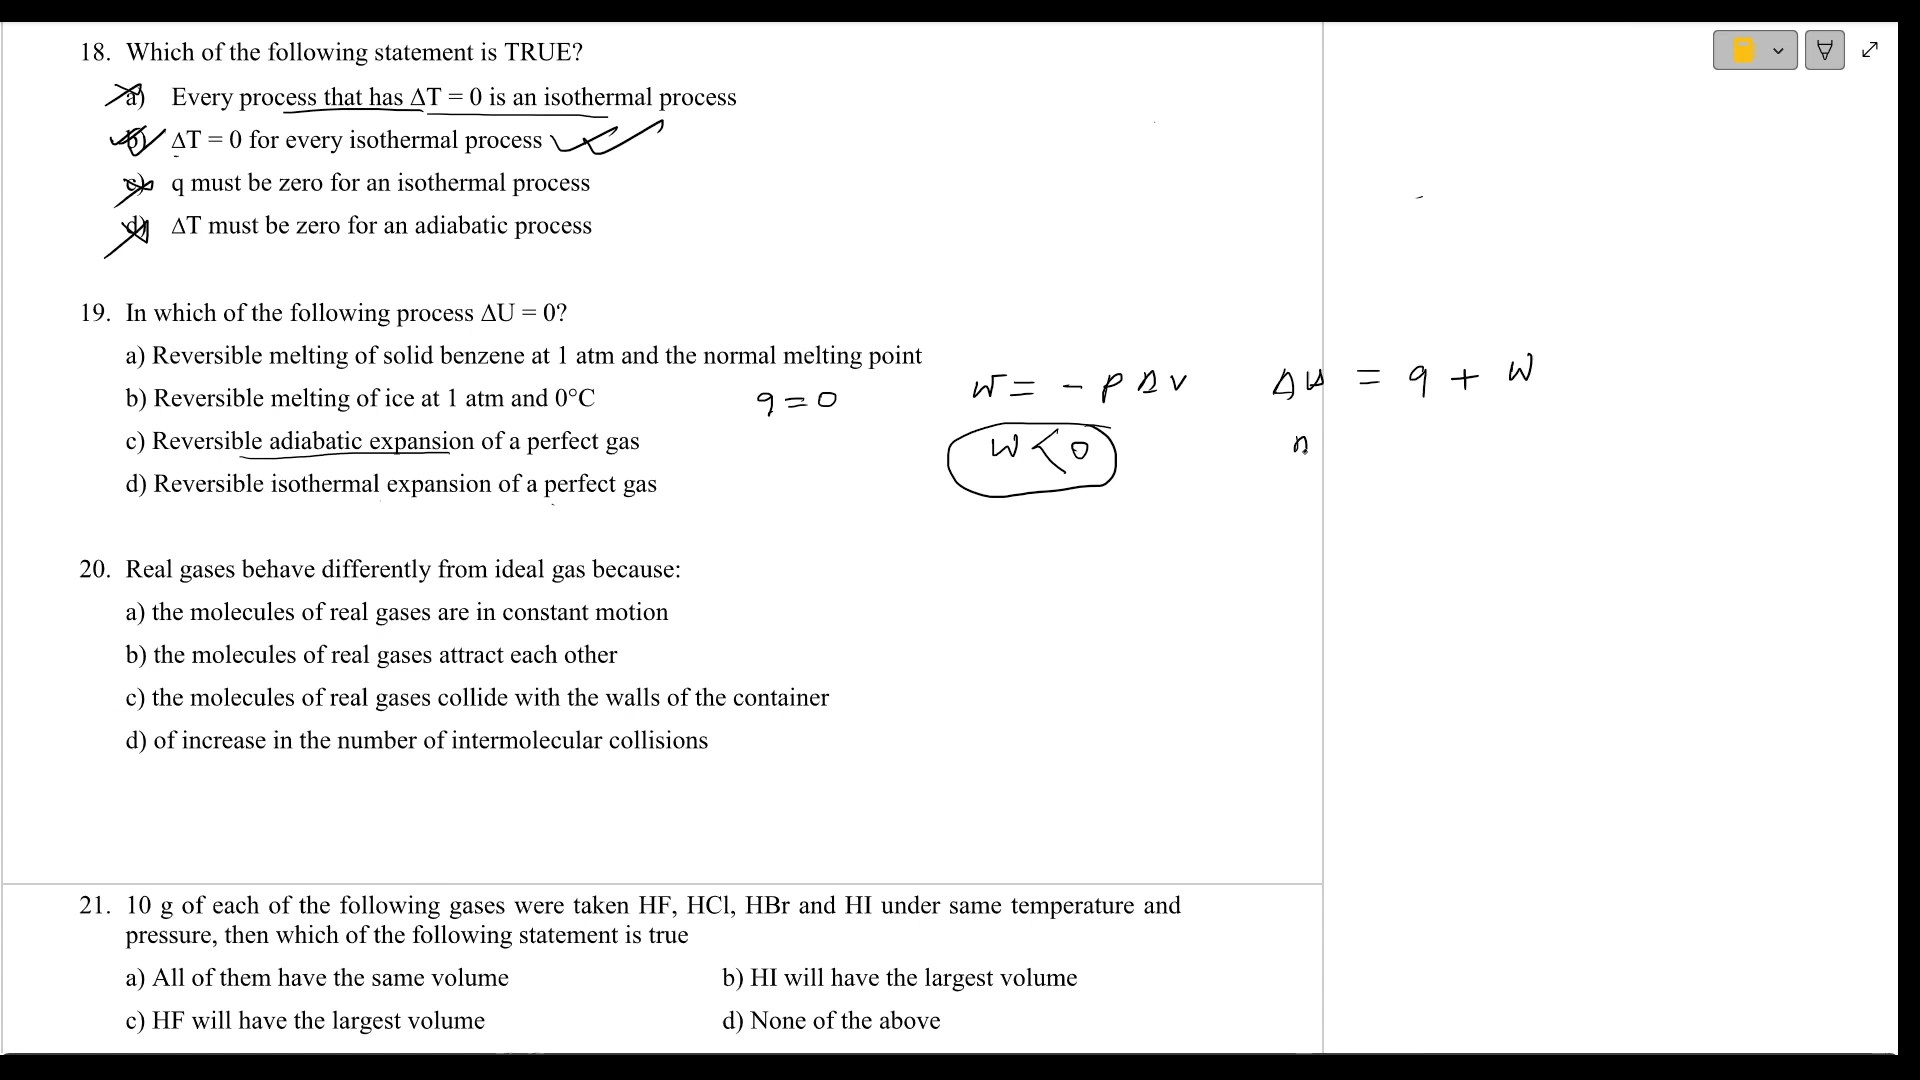 18. Which of the following statement is TRUE?
a) Every process that has ΔT = 0 is an isothermal process
b) ΔT = 0 for every isothermal process
c) q must be zero for an isothermal process
d) ΔT must be zero for an adiabatic process
19. In which of the following process ΔU = 0?
a) Reversible melting of solid benzene at 1 atm and the normal melting point
b) Reversible melting of ice at 1 atm and 0°C
c) Reversible adiabatic expansion of a perfect gas
d) Reversible isothermal expansion of a perfect gas
q = 0
w = - P Δ V
w < 0
Δ U = q + w
20. Real gases behave differently from ideal gas because:
a) the molecules of real gases are in constant motion
b) the molecules of real gases attract each other
c) the molecules of real gases collide with the walls of the container
d) of increase in the number of intermolecular collisions
21. 10 g of each of the following gases were taken HF, HCl, HBr and HI under same temperature and
pressure, then which of the following statement is true
a) All of them have the same volume b) HI will have the largest volume
c) HF will have the largest volume d) None of the above